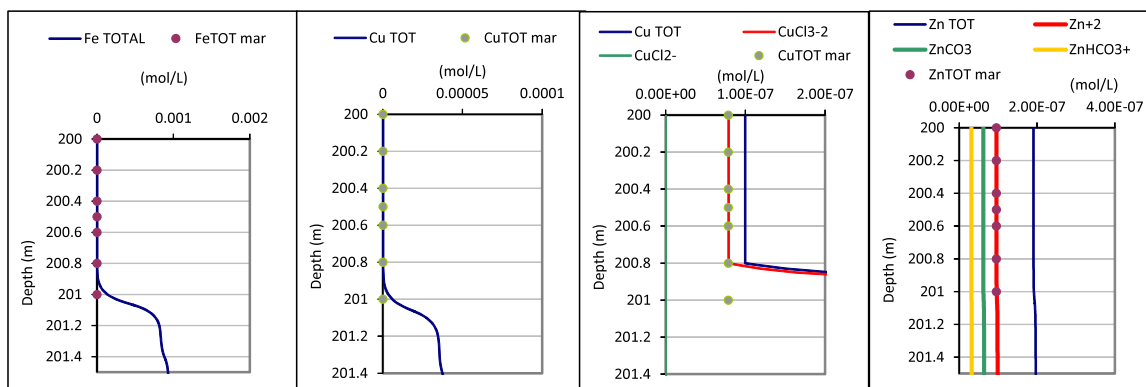 Fe TOTAL FeTOT mar
(mol/L)
0 0.001 0.002
200
200.2
200.4
200.6
200.8
201
201.2
201.4
Depth (m)
Cu TOT CuTOT mar
(mol/L)
0 0.00005 0.0001
200
200.2
200.4
200.6
200.8
201
201.2
201.4
Depth (m)
Cu TOT CuCl3-2
CuCl2- CuTOT mar
(mol/L)
0.00E+00 1.00E-07 2.00E-07
200
200.2
200.4
200.6
200.8
201
201.2
201.4
Depth (m)
Zn TOT Zn+2
ZnCO3 ZnHCO3+
ZnTOT mar
(mol/L)
0.00E+00 2.00E-07 4.00E-07
200
200.2
200.4
200.6
200.8
201
201.2
201.4
Depth (m)